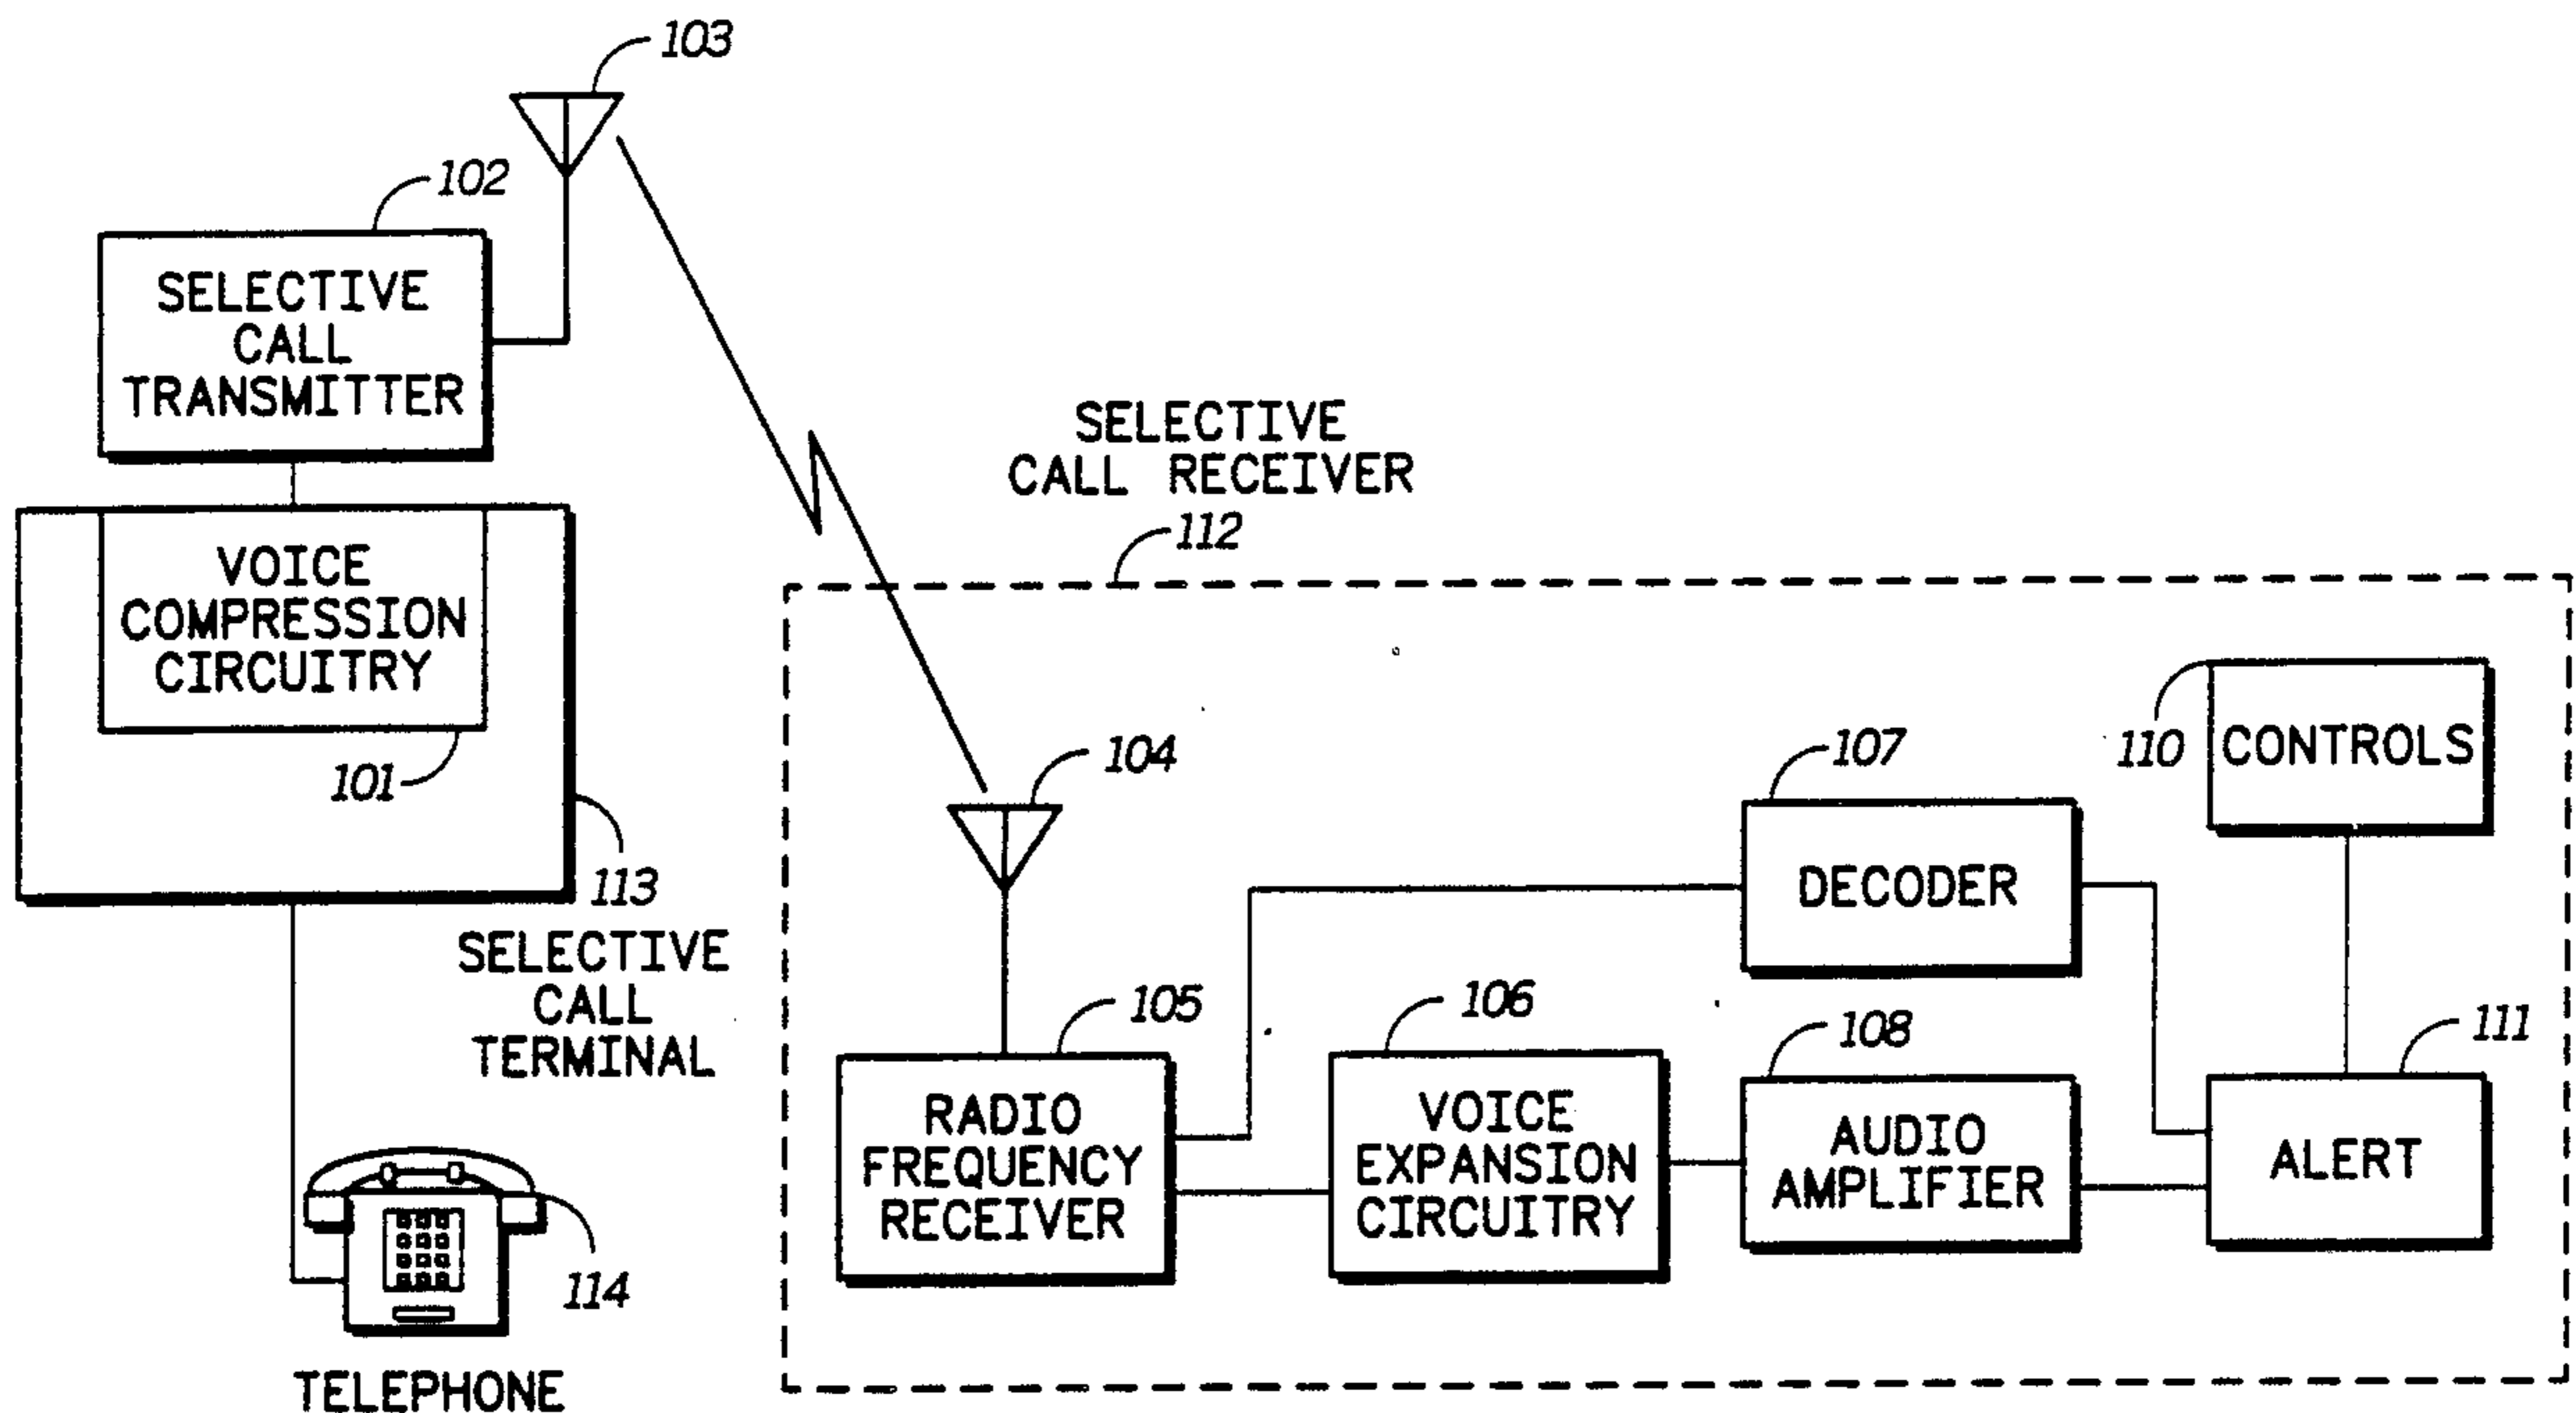 103
102
SELECTIVE
CALL
TRANSMITTER
SELECTIVE
CALL RECEIVER
112
VOICE
COMPRESSION
CIRCUITRY
101
113
SELECTIVE
CALL
TERMINAL
114
TELEPHONE
104
107
110
CONTROLS
DECODER
105
106
108
111
RADIO
FREQUENCY
RECEIVER
VOICE
EXPANSION
CIRCUITRY
AUDIO
AMPLIFIER
ALERT